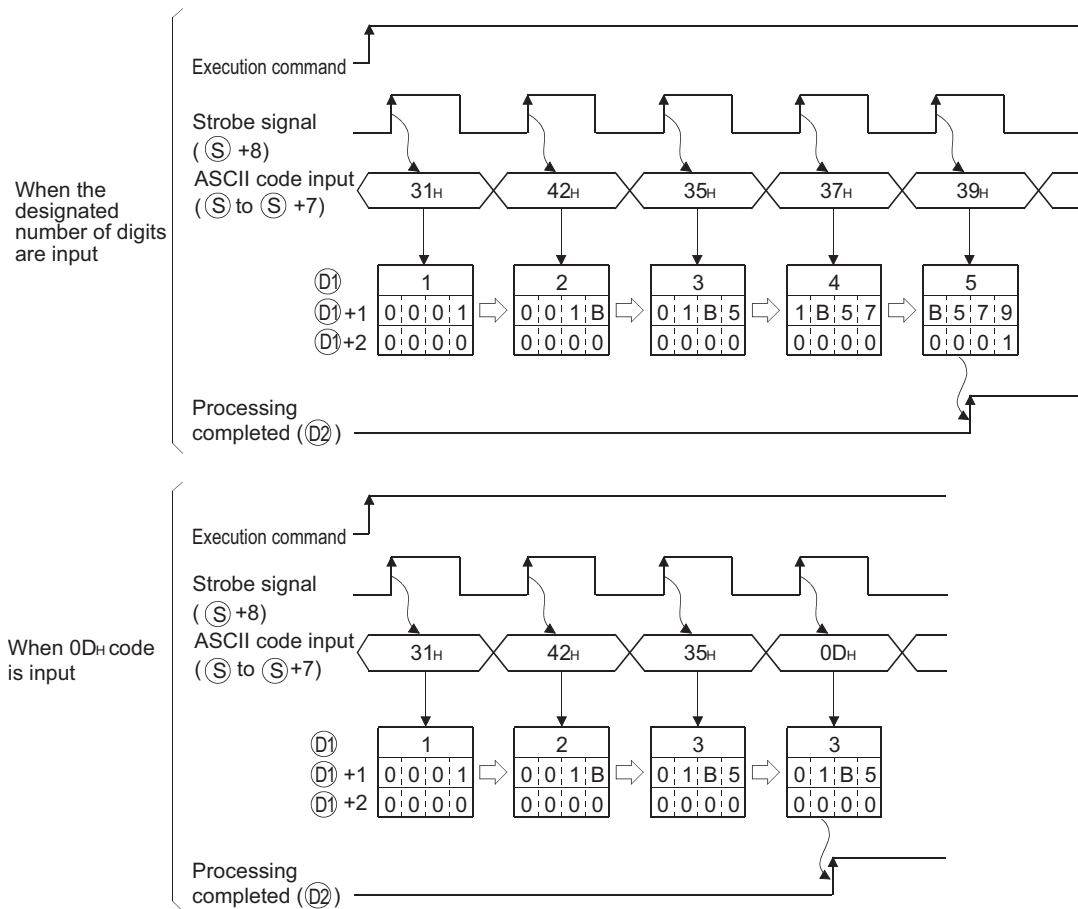 When the
designated
number of digits
are input
Execution command
Strobe signal
( Ⓢ +8)
ASCII code input
( Ⓢ to Ⓢ +7)
31H 42H 35H 37H 39H
D1 1 2 3 4 5
D1 +1 0 0 0 1 0 0 1 B 0 1 B 5 1 B 5 7 B 5 7 9
D1 +2 0 0 0 0 0 0 0 0 0 0 0 0 0 0 0 0 0 0 0 1
Processing
completed ( D2 )
When 0DH code
is input
Execution command
Strobe signal
( Ⓢ +8)
ASCII code input
( Ⓢ to Ⓢ +7)
31H 42H 35H 0DH
D1 1 2 3 3
D1 +1 0 0 0 1 0 0 1 B 0 1 B 5 0 1 B 5
D1 +2 0 0 0 0 0 0 0 0 0 0 0 0 0 0 0 0
Processing
completed ( D2 )